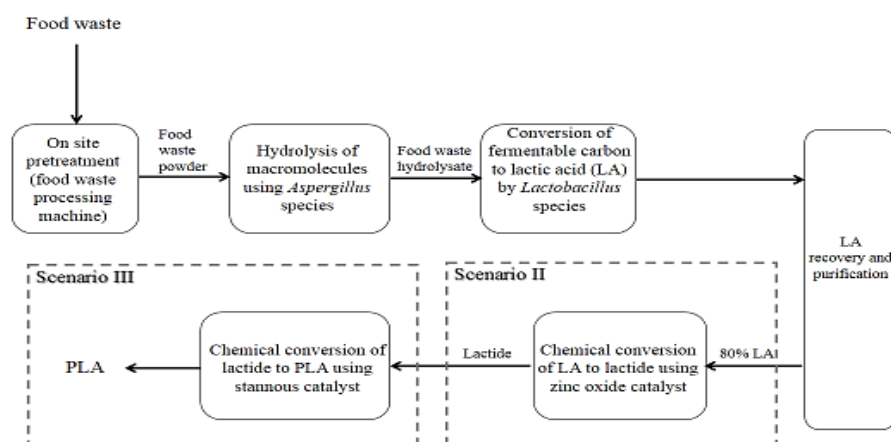 Food waste
On site
pretreatment
(food waste
processing
machine)
Food
waste
powder
Hydrolysis of
macromolecules
using Aspergillus
species
Food waste
hydrolysate
Conversion of
fermentable carbon
to lactic acid (LA)
by Lactobacillus
species
LA
recovery and
purification
Scenario III
Scenario II
PLA
Chemical conversion of
lactide to PLA using
stannous catalyst
Lactide
Chemical conversion
of LA to lactide using
zinc oxide catalyst
80% LA